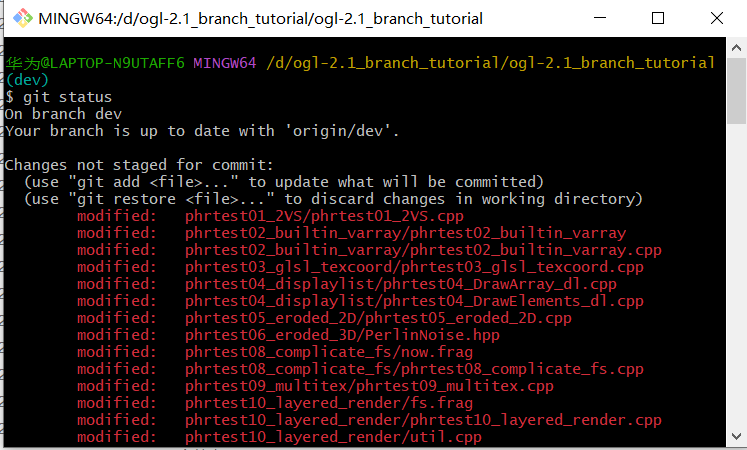 MINGW64:/d/ogl-2.1_branch_tutorial/ogl-2.1_branch_tutorial
华为@LAPTOP-N9UTAFF6 MINGW64 /d/ogl-2.1_branch_tutorial/ogl-2.1_branch_tutorial
(dev)
$ git status
On branch dev
Your branch is up to date with 'origin/dev'.
Changes not staged for commit:
(use "git add <file>..." to update what will be committed)
(use "git restore <file>..." to discard changes in working directory)
modified: phrtest01_2VS/phrtest01_2VS.cpp
modified: phrtest02_builtin_varray/phrtest02_builtin_varray
modified: phrtest02_builtin_varray/phrtest02_builtin_varray.cpp
modified: phrtest03_glsl_texcoord/phrtest03_glsl_texcoord.cpp
modified: phrtest04_displaylist/phrtest04_DrawArray_dl.cpp
modified: phrtest04_displaylist/phrtest04_DrawElements_dl.cpp
modified: phrtest05_eroded_2D/phrtest05_eroded_2D.cpp
modified: phrtest06_eroded_3D/PerlinNoise.hpp
modified: phrtest08_complicate_fs/now.frag
modified: phrtest08_complicate_fs/phrtest08_complicate_fs.cpp
modified: phrtest09_multitex/phrtest09_multitex.cpp
modified: phrtest10_layered_render/fs.frag
modified: phrtest10_layered_render/phrtest10_layered_render.cpp
modified: phrtest10_layered_render/util.cpp